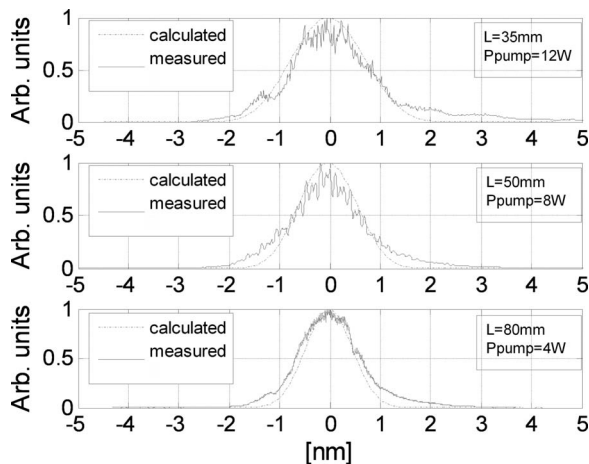 Arb. units
1
0.5
0
calculated
measured
L=35mm
Ppump=12W
-5 -4 -3 -2 -1 0 1 2 3 4 5
Arb. units
1
0.5
0
calculated
measured
L=50mm
Ppump=8W
-5 -4 -3 -2 -1 0 1 2 3 4 5
Arb. units
1
0.5
0
calculated
measured
L=80mm
Ppump=4W
-5 -4 -3 -2 -1 0 1 2 3 4 5
[nm]